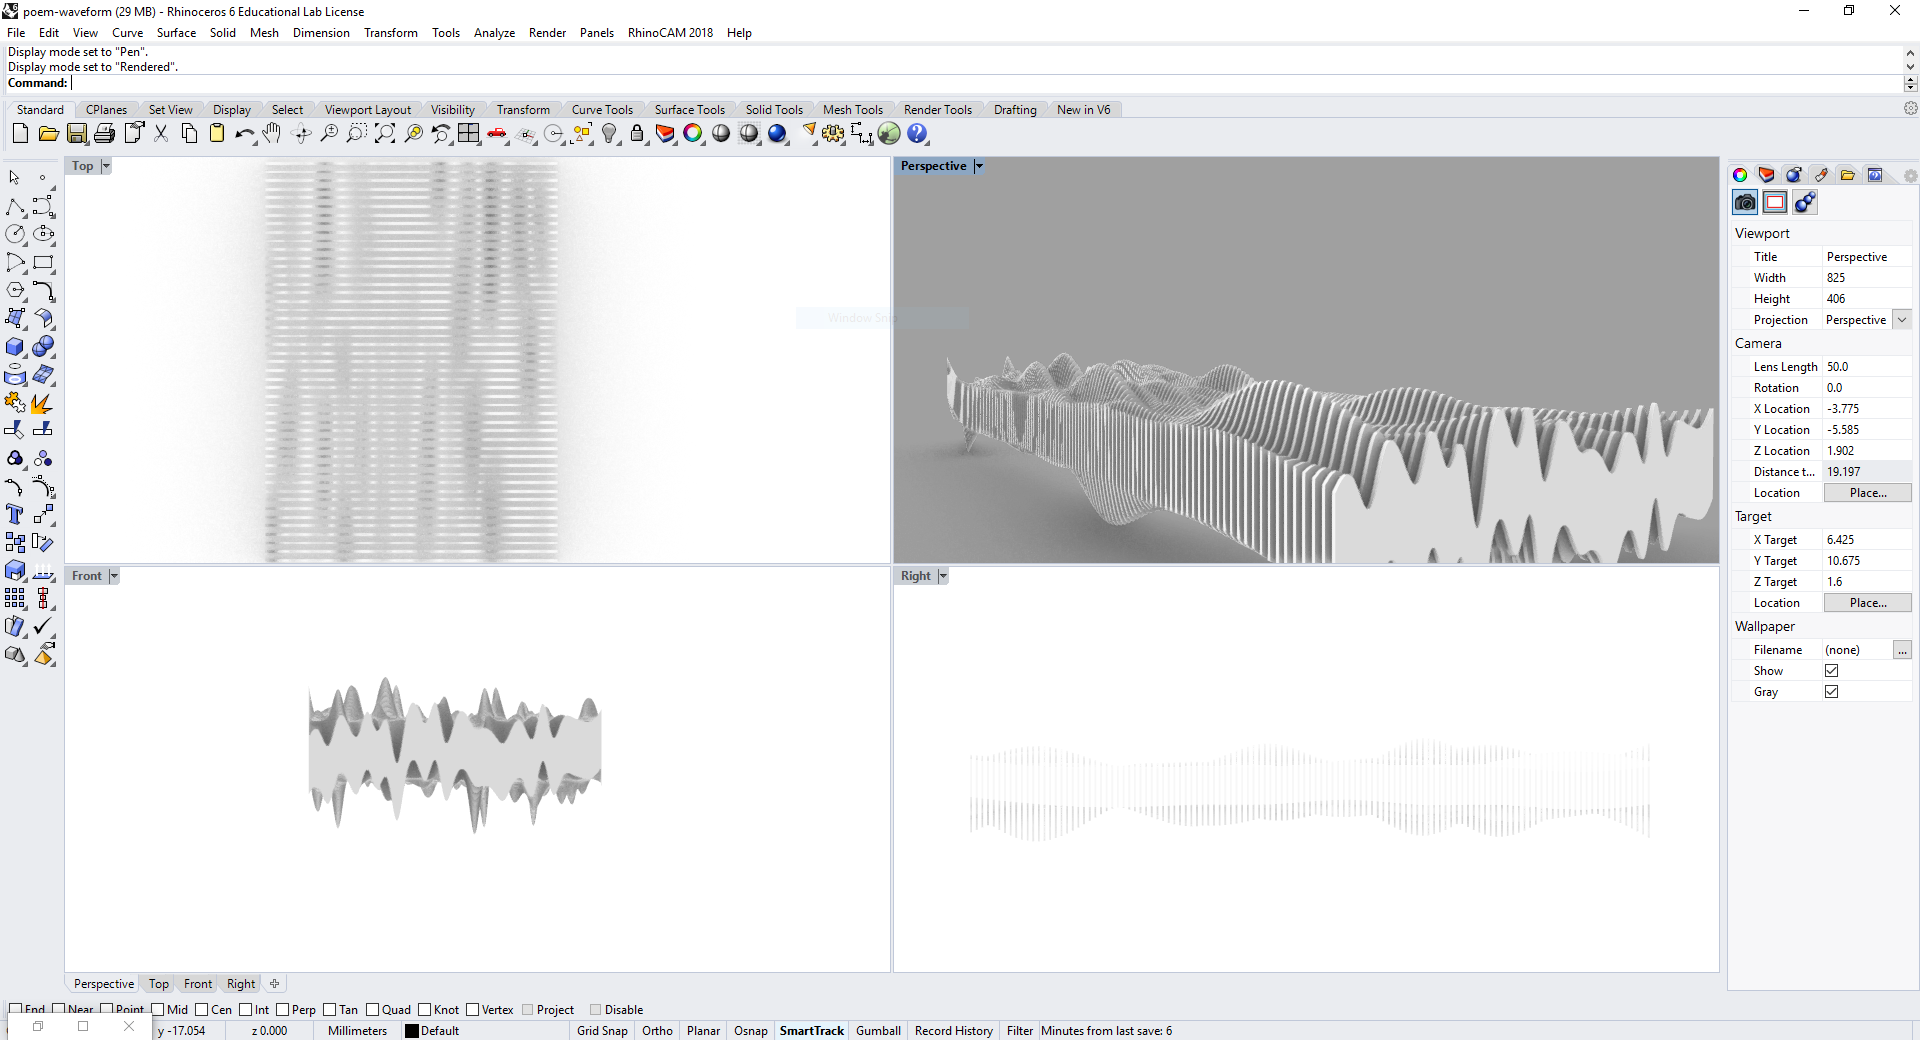 poem-waveform (29 MB) - Rhinoceros 6 Educational Lab License
File Edit View Curve Surface Solid Mesh Dimension Transform Tools Analyze Render Panels RhinoCAM 2018 Help
Display mode set to "Pen".
Display mode set to "Rendered".
Command:
Standard CPlanes Set View Display Select Viewport Layout Visibility Transform Curve Tools Surface Tools Solid Tools Mesh Tools Render Tools Drafting New in V6
Top
Perspective
Window Snip
Front
Right
Viewport
Title Perspective
Width 825
Height 406
Projection Perspective
Camera
Lens Length 50.0
Rotation 0.0
X Location -3.775
Y Location -5.585
Z Location 1.902
Distance t... 19.197
Location Place...
Target
X Target 6.425
Y Target 10.675
Z Target 1.6
Location Place...
Wallpaper
Filename (none) ...
Show
Gray
Perspective Top Front Right
End Near Point Mid Cen Int Perp Tan Quad Knot Vertex Project Disable
y -17.054 z 0.000 Millimeters Default Grid Snap Ortho Planar Osnap SmartTrack Gumball Record History Filter Minutes from last save: 6